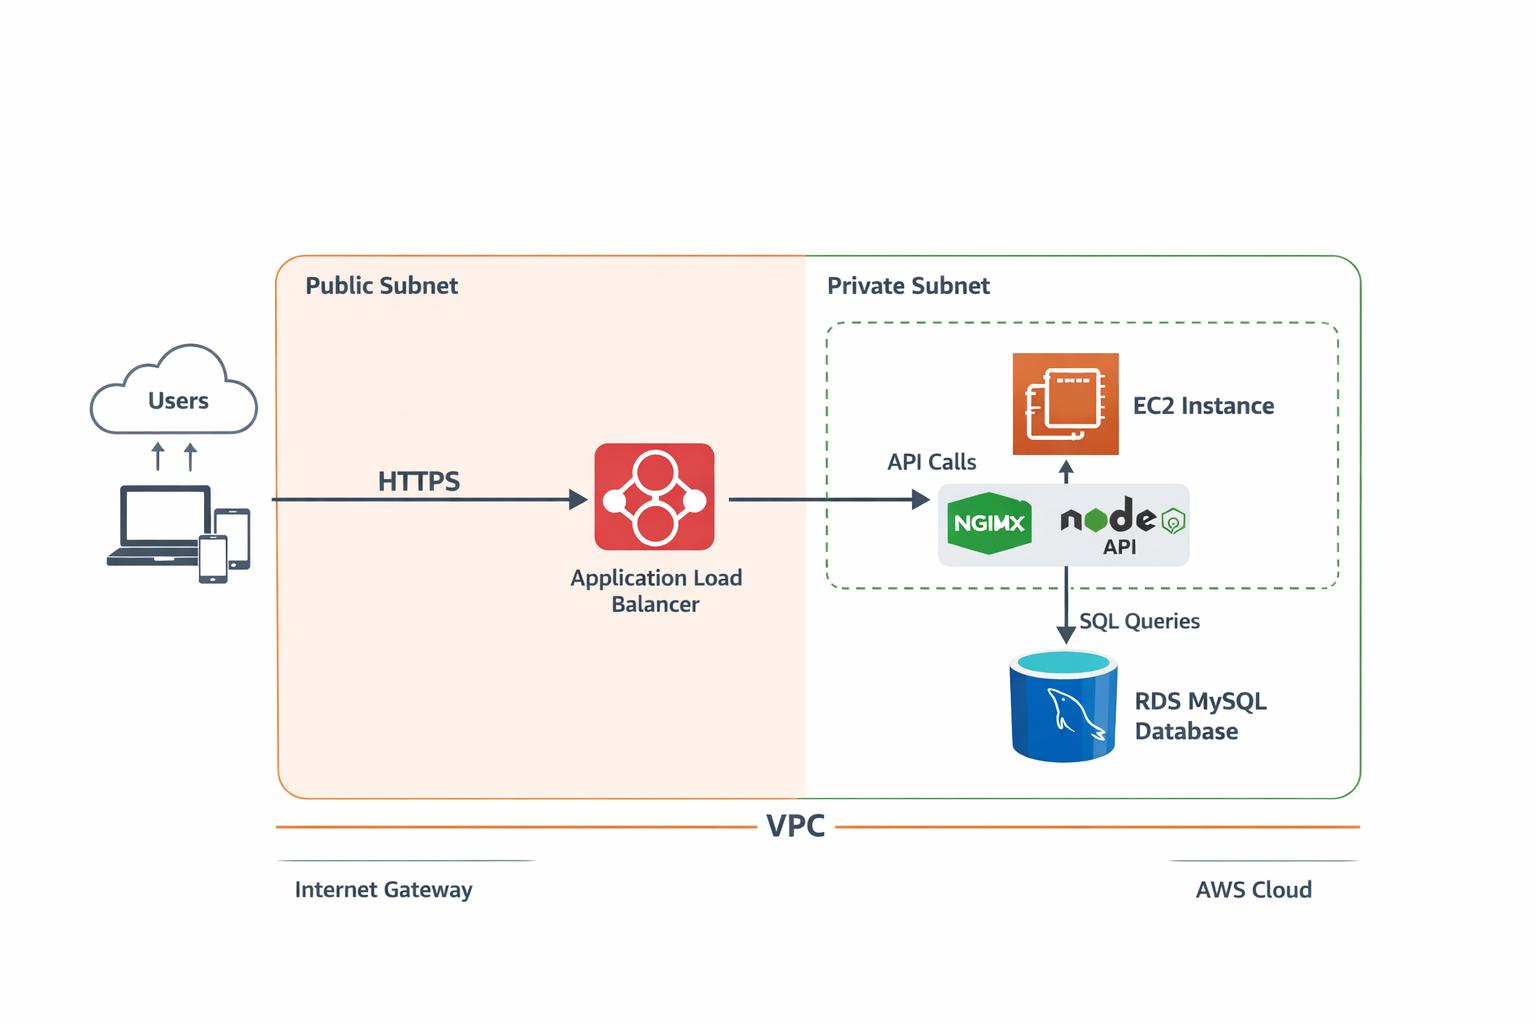 Public Subnet
Private Subnet
Users
EC2 Instance
HTTPS
API Calls
NGIMX
node
API
Application Load
Balancer
SQL Queries
RDS MySQL
Database
VPC
Internet Gateway
AWS Cloud